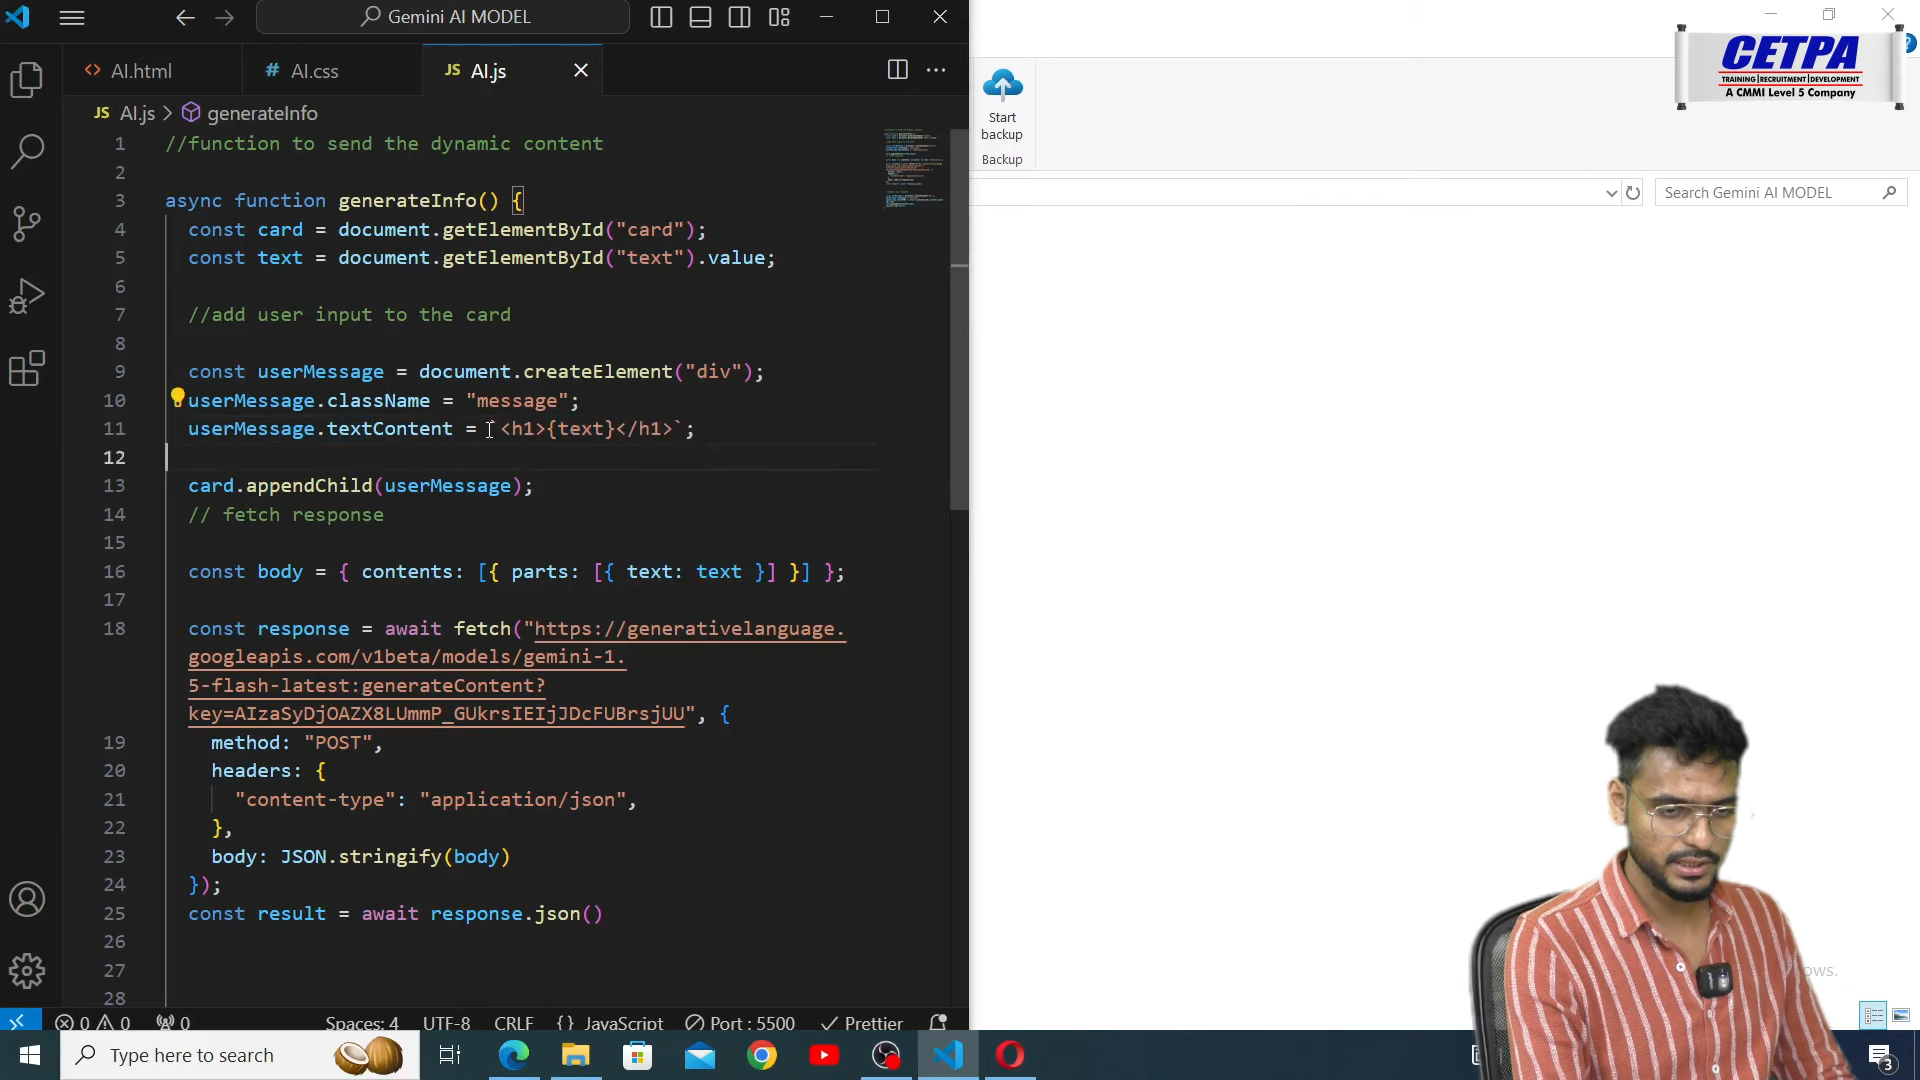 Gemini AI MODEL
AI.html
# AI.css
JS AI.js
JS AI.js > generateInfo
1 //function to send the dynamic content
2
3 async function generateInfo() {
4 const card = document.getElementById("card");
5 const text = document.getElementById("text").value;
6
7 //add user input to the card
8
9 const userMessage = document.createElement("div");
10 userMessage.className = "message";
11 userMessage.textContent = `<h1>{text}</h1>`;
12
13 card.appendChild(userMessage);
14 // fetch response
15
16 const body = { contents: [{ parts: [{ text: text }] }] };
17
18 const response = await fetch("https://generativelanguage.
googleapis.com/v1beta/models/gemini-1.
5-flash-latest:generateContent?
key=AIzaSyDjOAZX8LUmmP_GUkrsIEIjJDcFUBrsjUU", {
19 method: "POST",
20 headers: {
21 "content-type": "application/json",
22 },
23 body: JSON.stringify(body)
24 });
25 const result = await response.json()
26
27
28
0 0 0 Spaces: 4 UTF-8 CRLF {} JavaScript Port : 5500 Prettier
Type here to search
Start
backup
Backup
Search Gemini AI MODEL
CETPA
TRAINING|RECRUITMENT|DEVELOPMENT
A CMMI Level 5 Company
ows.
3